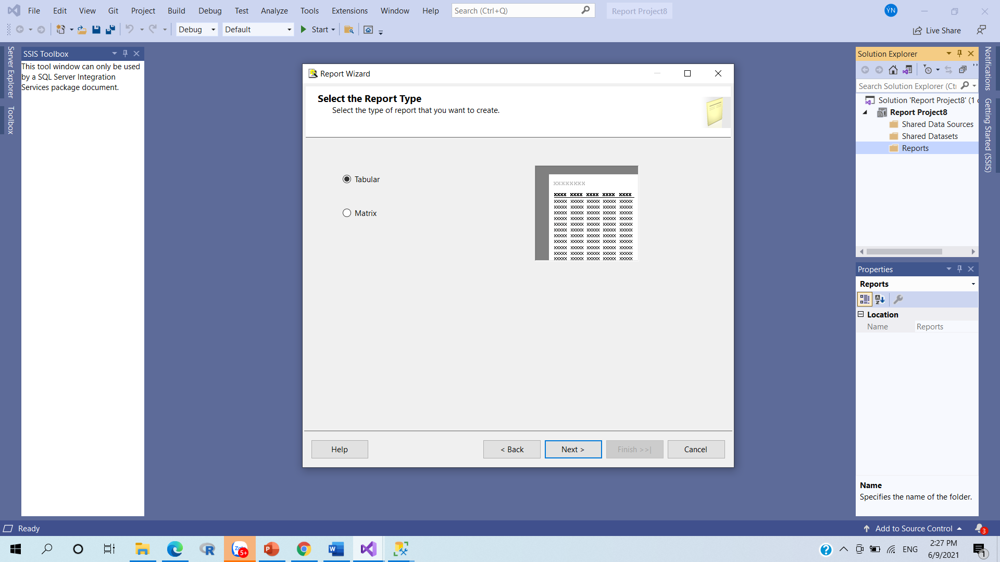 File Edit View Git Project Build Debug Test Analyze Tools Extensions Window Help Search (Ctrl+Q) Report Project8 YN
Debug Default Start Live Share
Server Explorer
Toolbox
SSIS Toolbox
This tool window can only be used
by a SQL Server Integration
Services package document.
Report Wizard
Select the Report Type
Select the type of report that you want to create.
Tabular
Matrix
XXXXXXXX
XXXX XXXX XXXX XXXX XXXX
XXXXX XXXXX XXXXX XXXXX XXXXX
XXXXX XXXXX XXXXX XXXXX XXXXX
XXXXX XXXXX XXXXX XXXXX XXXXX
XXXXX XXXXX XXXXX XXXXX XXXXX
XXXXX XXXXX XXXXX XXXXX XXXXX
XXXXX XXXXX XXXXX XXXXX XXXXX
XXXXX XXXXX XXXXX XXXXX XXXXX
XXXXX XXXXX XXXXX XXXXX XXXXX
XXXXX XXXXX XXXXX XXXXX XXXXX
XXXXX XXXXX XXXXX XXXXX XXXXX
XXXXX XXXXX XXXXX XXXXX XXXXX
Help < Back Next > Finish >>| Cancel
Solution Explorer
Search Solution Explorer (Ctr
Solution 'Report Project8' (1 o
Report Project8
Shared Data Sources
Shared Datasets
Reports
Properties
Reports
Location
Name Reports
Name
Specifies the name of the folder.
Notifications
Getting Started (SSIS)
Ready Add to Source Control 3
5+ ENG 2:27 PM
6/9/2021 1